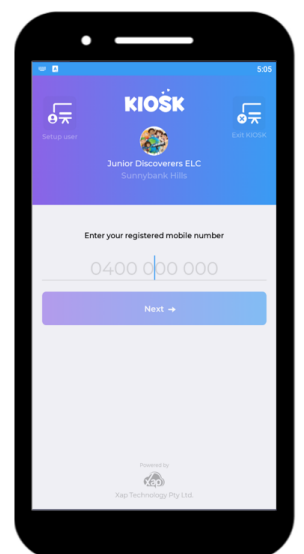 5:05
KIOSK
Setup user
Exit KIOSK
Junior Discoverers ELC
Sunnybank Hills
Enter your registered mobile number
0400 000 000
Next →
Powered by
Xap
Xap Technology Pty Ltd.